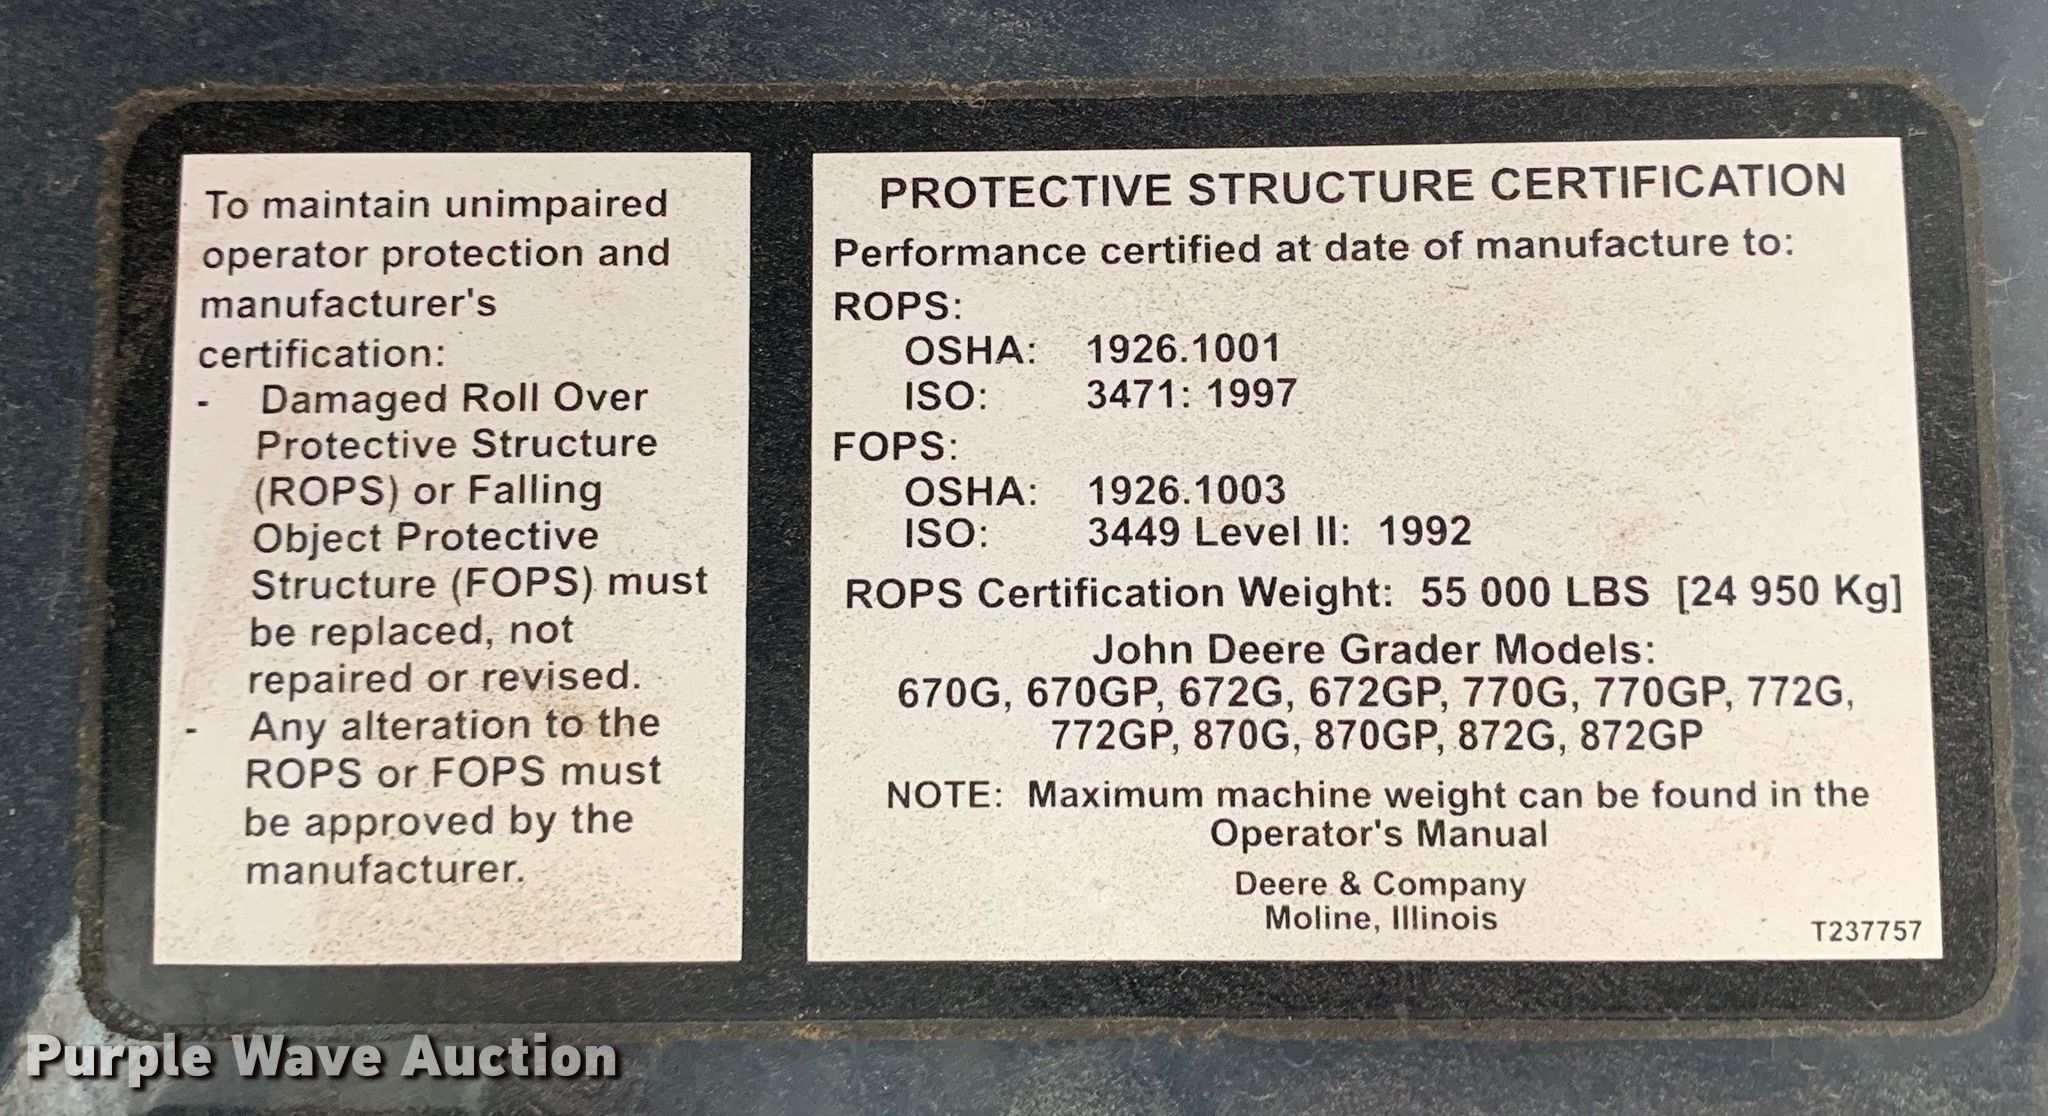 To maintain unimpaired
operator protection and
manufacturer's
certification:
- Damaged Roll Over
Protective Structure
(ROPS) or Falling
Object Protective
Structure (FOPS) must
be replaced, not
repaired or revised.
- Any alteration to the
ROPS or FOPS must
be approved by the
manufacturer.
PROTECTIVE STRUCTURE CERTIFICATION
Performance certified at date of manufacture to:
ROPS:
OSHA: 1926.1001
ISO: 3471: 1997
FOPS:
OSHA: 1926.1003
ISO: 3449 Level II: 1992
ROPS Certification Weight: 55 000 LBS [24 950 Kg]
John Deere Grader Models:
670G, 670GP, 672G, 672GP, 770G, 770GP, 772G,
772GP, 870G, 870GP, 872G, 872GP
NOTE: Maximum machine weight can be found in the
Operator's Manual
Deere & Company
Moline, Illinois
T237757
Purple Wave Auction